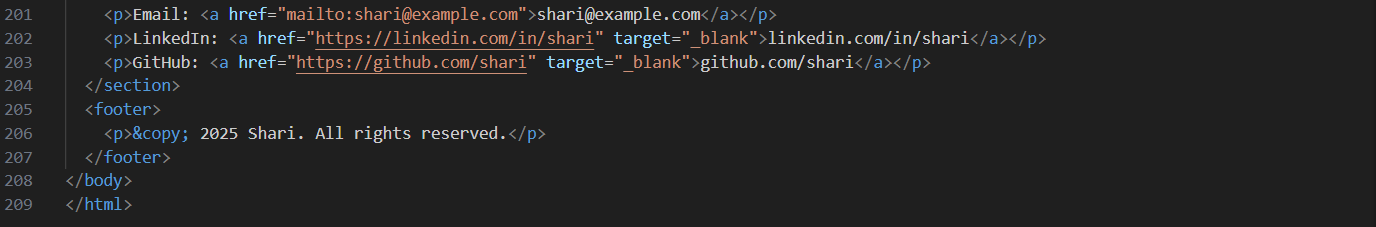 201 <p>Email: <a href="mailto:shari@example.com">shari@example.com</a></p>
202 <p>LinkedIn: <a href="https://linkedin.com/in/shari" target="_blank">linkedin.com/in/shari</a></p>
203 <p>GitHub: <a href="https://github.com/shari" target="_blank">github.com/shari</a></p>
204 </section>
205 <footer>
206 <p>&copy; 2025 Shari. All rights reserved.</p>
207 </footer>
208 </body>
209 </html>